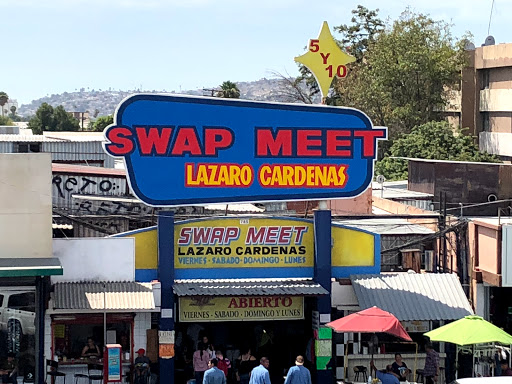 5
Y
10
SWAP MEET
LAZARO CARDENAS
SWAP MEET
LAZARO CARDENAS
VIERNES - SABADO - DOMINGO - LUNES
ABIERTO
VIERNES - SABADO - DOMINGO Y LUNES